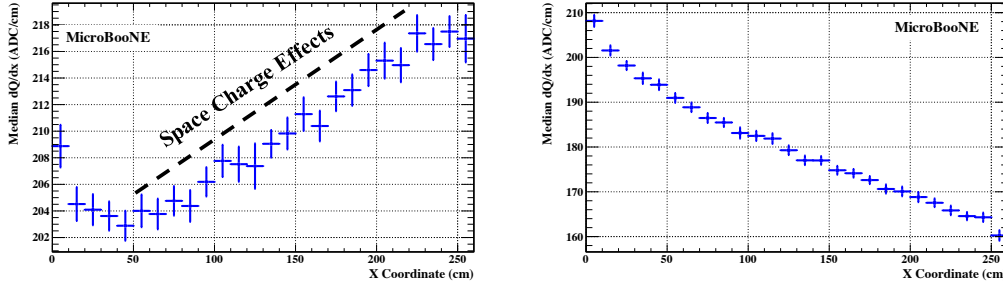 218
216
214
212
210
208
206
204
202
Median dQ/dx (ADC/cm)
MicroBooNE
Space Charge Effects
0 50 100 150 200 250
X Coordinate (cm)
210
200
190
180
170
160
Median dQ/dx (ADC/cm)
MicroBooNE
0 50 100 150 200 250
X Coordinate (cm